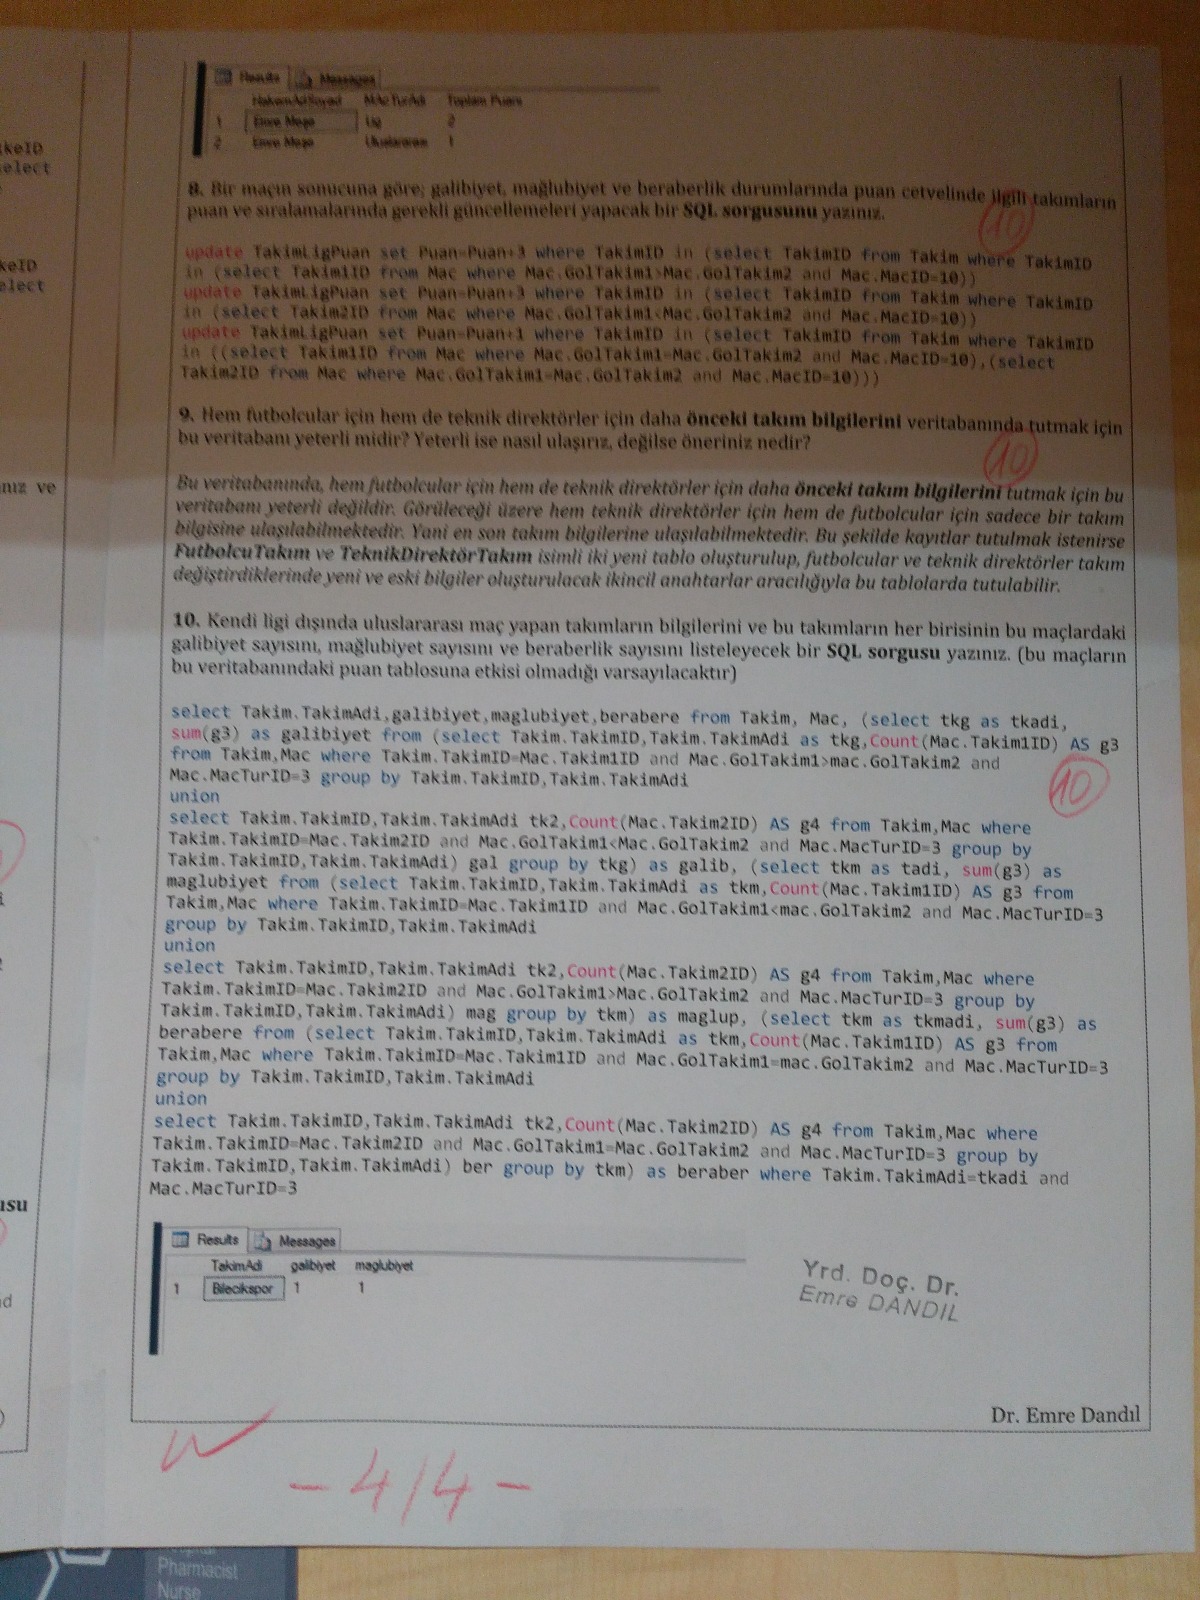 Results Messages
HakemAdiSoyad MAcTurAdi Toplam Puani
1 Emre Meşe Lig 2
2 Emre Meşe Uluslararası 1
keID
select
8. Bir maçın sonucuna göre; galibiyet, mağlubiyet ve beraberlik durumlarında puan cetvelinde ilgili takımların
puan ve sıralamalarında gerekli güncellemeleri yapacak bir SQL sorgusunu yazınız.
10
update TakimLigPuan set Puan=Puan+3 where TakimID in (select TakimID from Takim where TakimID
in (select Takim1ID from Mac where Mac.GolTakim1>Mac.GolTakim2 and Mac.MacID=10))
update TakimLigPuan set Puan=Puan+3 where TakimID in (select TakimID from Takim where TakimID
in (select Takim2ID from Mac where Mac.GolTakim1<Mac.GolTakim2 and Mac.MacID=10))
update TakimLigPuan set Puan=Puan+1 where TakimID in (select TakimID from Takim where TakimID
in ((select Takim1ID from Mac where Mac.GolTakim1=Mac.GolTakim2 and Mac.MacID=10),(select
Takim2ID from Mac where Mac.GolTakim1=Mac.GolTakim2 and Mac.MacID=10)))
keID
elect
9. Hem futbolcular için hem de teknik direktörler için daha önceki takım bilgilerini veritabanında tutmak için
bu veritabanı yeterli midir? Yeterli ise nasıl ulaşırız, değilse öneriniz nedir?
10
nız ve
Bu veritabanında, hem futbolcular için hem de teknik direktörler için daha önceki takım bilgilerini tutmak için bu
veritabanı yeterli değildir. Görüleceği üzere hem teknik direktörler için hem de futbolcular için sadece bir takım
bilgisine ulaşılabilmektedir. Yani en son takım bilgilerine ulaşılabilmektedir. Bu şekilde kayıtlar tutulmak istenirse
FutbolcuTakım ve TeknikDirektörTakım isimli iki yeni tablo oluşturulup, futbolcular ve teknik direktörler takım
değiştirdiklerinde yeni ve eski bilgiler oluşturulacak ikincil anahtarlar aracılığıyla bu tablolarda tutulabilir.
10. Kendi ligi dışında uluslararası maç yapan takımların bilgilerini ve bu takımların her birisinin bu maçlardaki
galibiyet sayısını, mağlubiyet sayısını ve beraberlik sayısını listeleyecek bir SQL sorgusu yazınız. (bu maçların
bu veritabanındaki puan tablosuna etkisi olmadığı varsayılacaktır)
select Takim.TakimAdi,galibiyet,maglubiyet,berabere from Takim, Mac, (select tkg as tkadi,
sum(g3) as galibiyet from (select Takim.TakimID,Takim.TakimAdi as tkg,Count(Mac.Takim1ID) AS g3
from Takim,Mac where Takim.TakimID=Mac.Takim1ID and Mac.GolTakim1>mac.GolTakim2 and
Mac.MacTurID=3 group by Takim.TakimID,Takim.TakimAdi
10
union
select Takim.TakimID,Takim.TakimAdi tk2,Count(Mac.Takim2ID) AS g4 from Takim,Mac where
Takim.TakimID=Mac.Takim2ID and Mac.GolTakim1<Mac.GolTakim2 and Mac.MacTurID=3 group by
Takim.TakimID,Takim.TakimAdi) gal group by tkg) as galib, (select tkm as tadi, sum(g3) as
maglubiyet from (select Takim.TakimID,Takim.TakimAdi as tkm,Count(Mac.Takim1ID) AS g3 from
Takim,Mac where Takim.TakimID=Mac.Takim1ID and Mac.GolTakim1<mac.GolTakim2 and Mac.MacTurID=3
group by Takim.TakimID,Takim.TakimAdi
union
select Takim.TakimID,Takim.TakimAdi tk2,Count(Mac.Takim2ID) AS g4 from Takim,Mac where
Takim.TakimID=Mac.Takim2ID and Mac.GolTakim1>Mac.GolTakim2 and Mac.MacTurID=3 group by
Takim.TakimID,Takim.TakimAdi) mag group by tkm) as maglup, (select tkm as tkmadi, sum(g3) as
berabere from (select Takim.TakimID,Takim.TakimAdi as tkm,Count(Mac.Takim1ID) AS g3 from
Takim,Mac where Takim.TakimID=Mac.Takim1ID and Mac.GolTakim1=mac.GolTakim2 and Mac.MacTurID=3
group by Takim.TakimID,Takim.TakimAdi
union
select Takim.TakimID,Takim.TakimAdi tk2,Count(Mac.Takim2ID) AS g4 from Takim,Mac where
Takim.TakimID=Mac.Takim2ID and Mac.GolTakim1=Mac.GolTakim2 and Mac.MacTurID=3 group by
Takim.TakimID,Takim.TakimAdi) ber group by tkm) as beraber where Takim.TakimAdi=tkadi and
Mac.MacTurID=3
usu
Results Messages
TakimAdi galibiyet maglubiyet
1 Bilecikspor 1 1
Yrd. Doç. Dr.
Emre DANDIL
Dr. Emre Dandıl
- 4/4 -
Pharmacist
Nurse